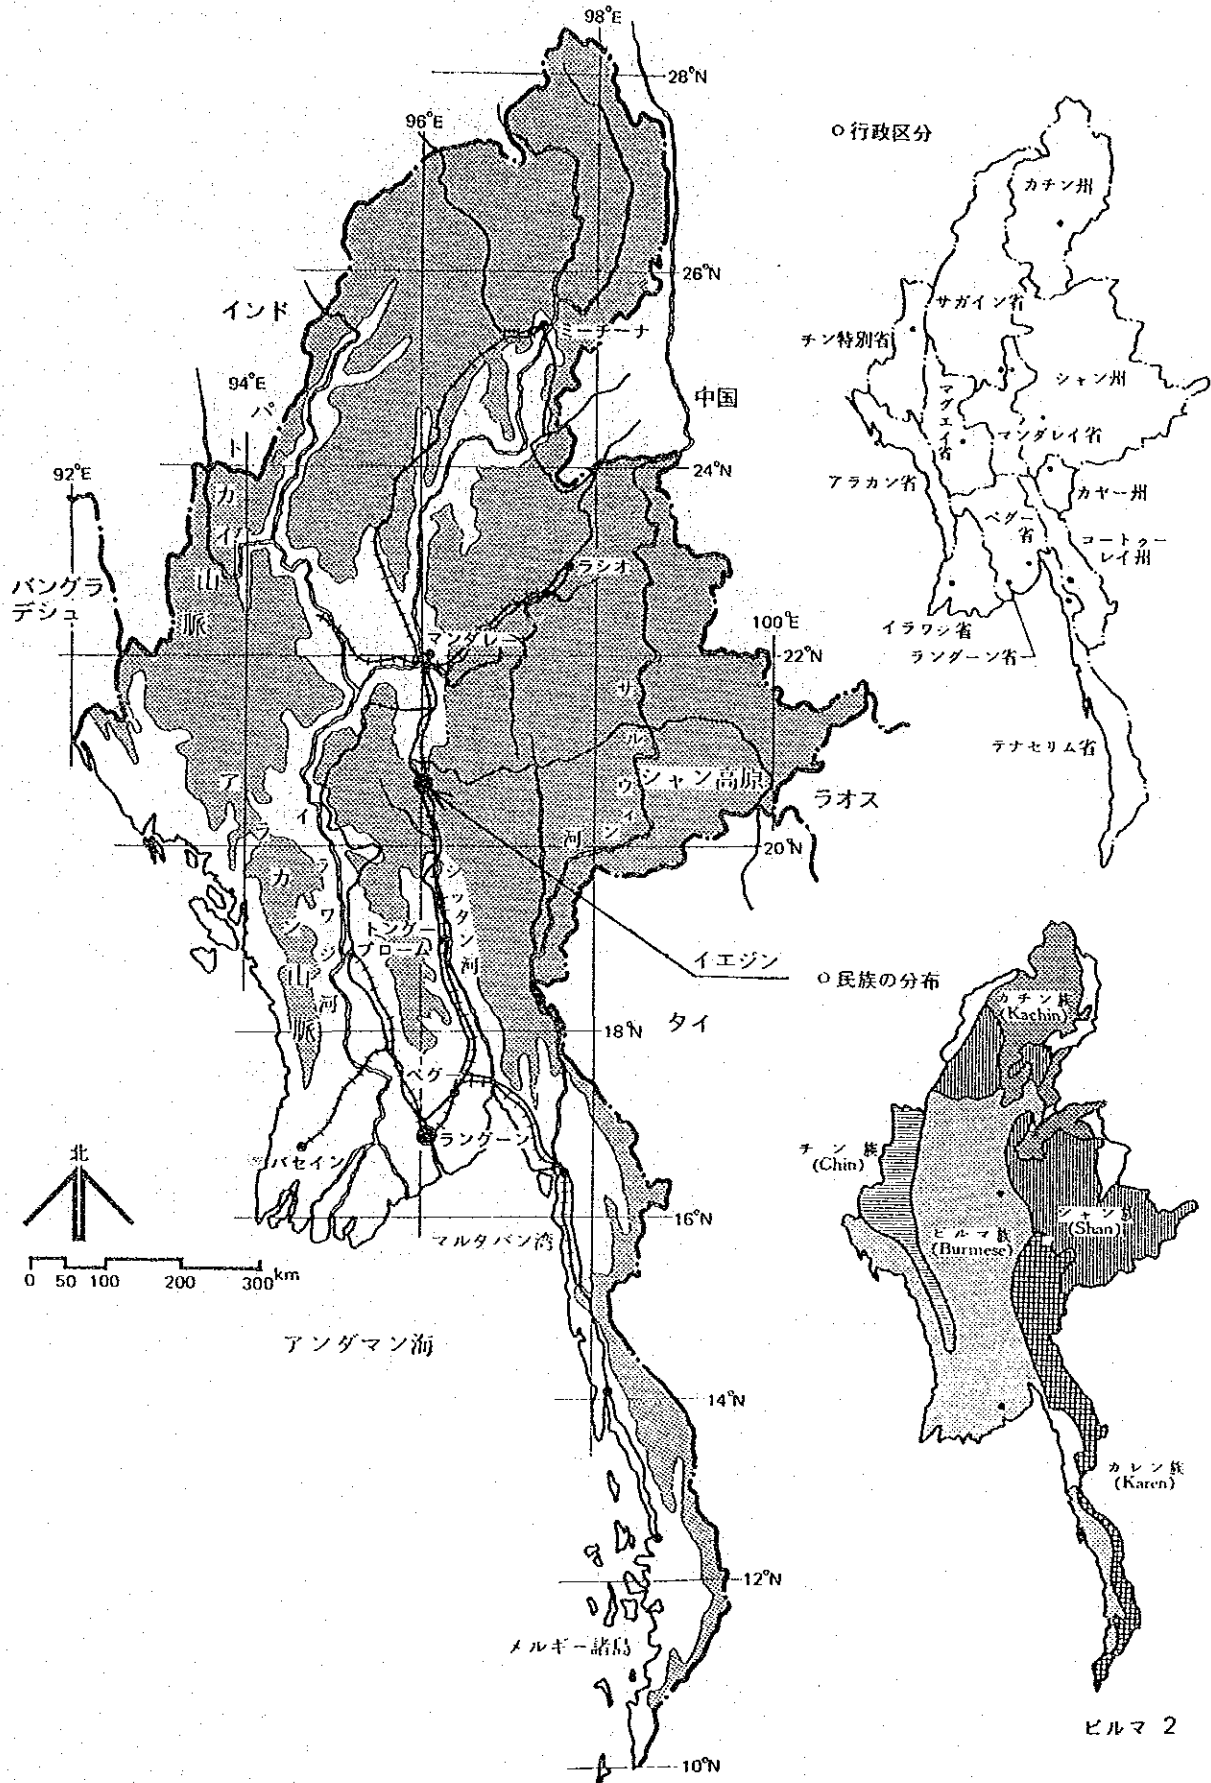 98°E
28°N
96°E
26°N
インド
ミーチーナ
94°E
中国
パトカイ山脈
92°E
24°N
バングラ
デシュ
ラシオ
マンダレー
100°E
22°N
サルウィン河
シャン高原
ラオス
20°N
アラカン山脈
イラワジ河
シッタン河
トングー
プローム
イエジン
タイ
18°N
ペグー
ラングーン
バセイン
北
マルタバン湾
16°N
0 50 100 200 300km
アンダマン海
14°N
12°N
メルギー諸島
10°N
○行政区分
カチン州
サガイン省
チン特別省
シャン州
マグエイ省
マンダレイ省
アラカン省
カヤー州
ペグー
省
コートゥー
レイ州
イラワジ省
ラングーン省
テナセリム省
○民族の分布
カチン族
(Kachin)
チン族
(Chin)
シャン族
(Shan)
ビルマ族
(Burmese)
カレン族
(Karen)
ビルマ 2